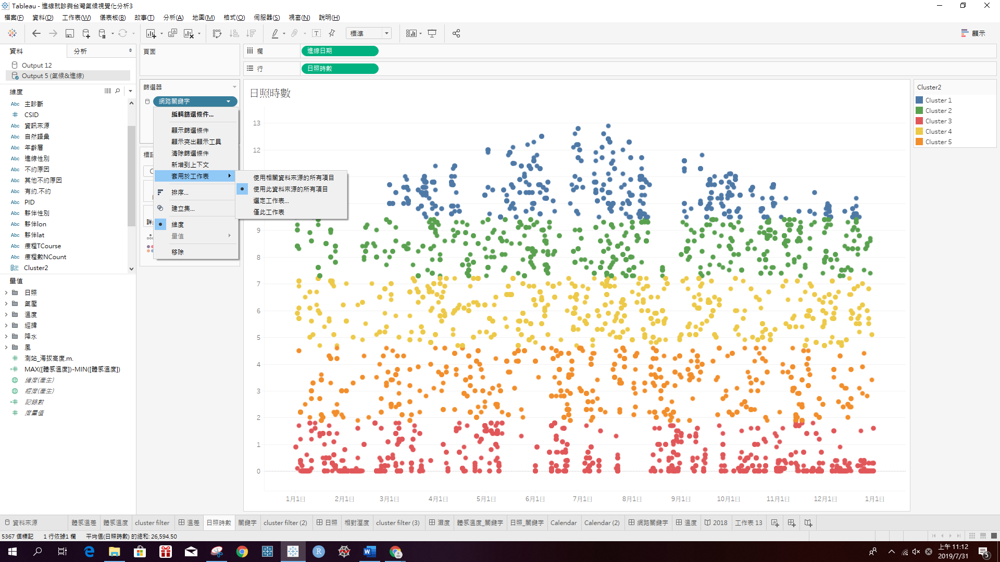 Tableau - 進線就診與台灣氣候視覺化分析3
檔案(F) 資料(D) 工作表(W) 儀表板(B) 故事(T) 分析(A) 地圖(M) 格式(O) 伺服器(S) 視窗(N) 說明(H)
標準
顯示
資料
分析
Output 12
Output 5 (氣候&進線)
維度
Abc 主診斷
CSID
Abc 資訊來源
Abc 自然語彙
Abc 年齡層
Abc 進線性別
Abc 不約原因
Abc 其他不約原因
Abc 有約.不約
Abc PID
Abc 夥伴性別
Abc 夥伴lon
Abc 夥伴lat
Abc 療程TCourse
Abc 療程數NCount
Cluster2
量值
日照
氣壓
溫度
經緯
降水
風
測站_海拔高度.m.
MAX([體感溫度])-MIN([體感溫度])
緯度(產生)
經度(產生)
記錄數
度量值
頁面
篩選器
網路關鍵字
編輯篩選條件...
顯示篩選條件
顯示突出顯示工具
清除篩選條件
新增到上下文
套用於工作表
排序...
建立集...
維度
量值
移除
使用相關資料來源的所有項目
使用此資料來源的所有項目
選定工作表...
僅此工作表
欄
進線日期
行
日照時數
日照時數
13
12
9
8
7
6
5
4
3
2
1
0
1月1日 2月1日 3月1日 4月1日 5月1日 6月1日 7月1日 8月1日 9月1日 10月1日 11月1日 12月1日 1月1日
Cluster2
Cluster 1
Cluster 2
Cluster 3
Cluster 4
Cluster 5
資料來源 體感溫差 體感溫度 cluster filter 溫差 日照時數 關鍵字 cluster filter (2) 日照 相對溼度 cluster filter (3) 濕度 體感溫度_關鍵字 日照_關鍵字 Calendar Calendar (2) 網路關鍵字 溫度 2018 工作表 13
5367 個標記 1 行依據1 欄 平均值(日照時數) 的總和: 26,594.50
上午 11:12
2019/7/31
5